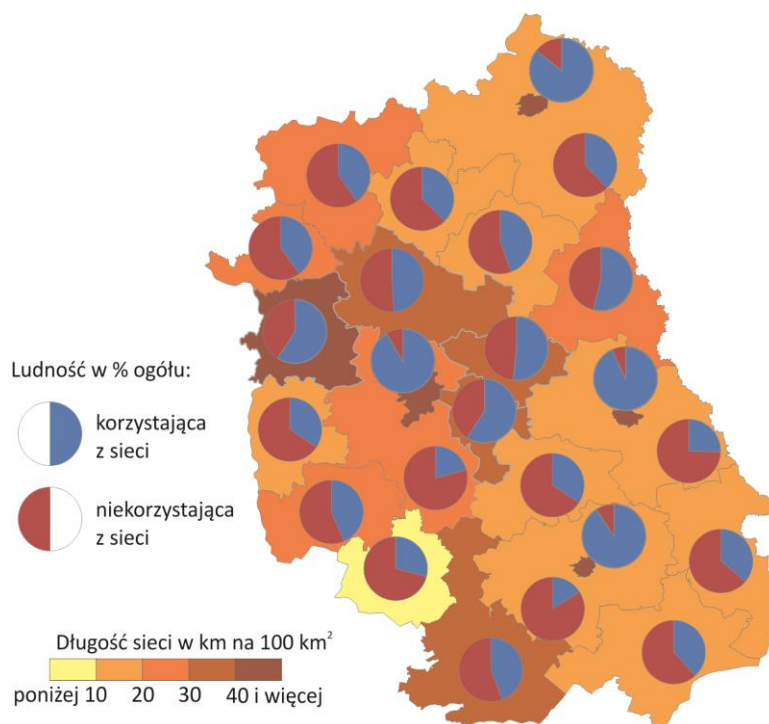 Ludność w % ogółu:
korzystająca
z sieci
niekorzystająca
z sieci
Długość sieci w km na 100 km²
poniżej 10 20 30 40 i więcej